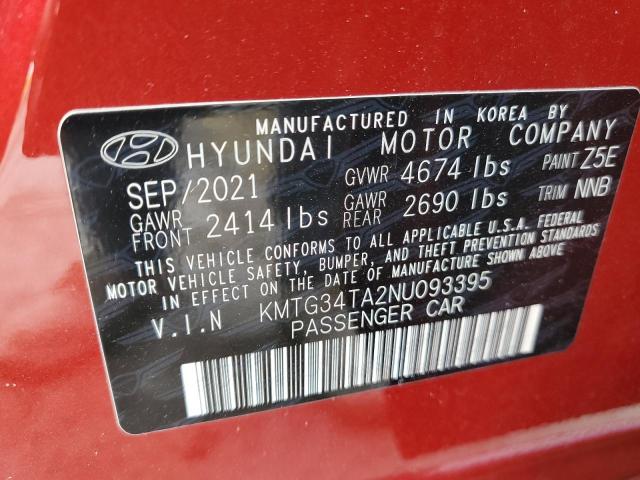 MANUFACTURED IN KOREA BY
HYUNDAI MOTOR COMPANY
SEP/2021 GVWR 4674 lbs PAINT Z5E
GAWR FRONT 2414 lbs GAWR REAR 2690 lbs TRIM NNB
THIS VEHICLE CONFORMS TO ALL APPLICABLE U.S.A. FEDERAL
MOTOR VEHICLE SAFETY, BUMPER, AND THEFT PREVENTION STANDARDS
IN EFFECT ON THE DATE OF MANUFACTURE SHOWN ABOVE.
V.I.N KMTG34TA2NU093395
PASSENGER CAR